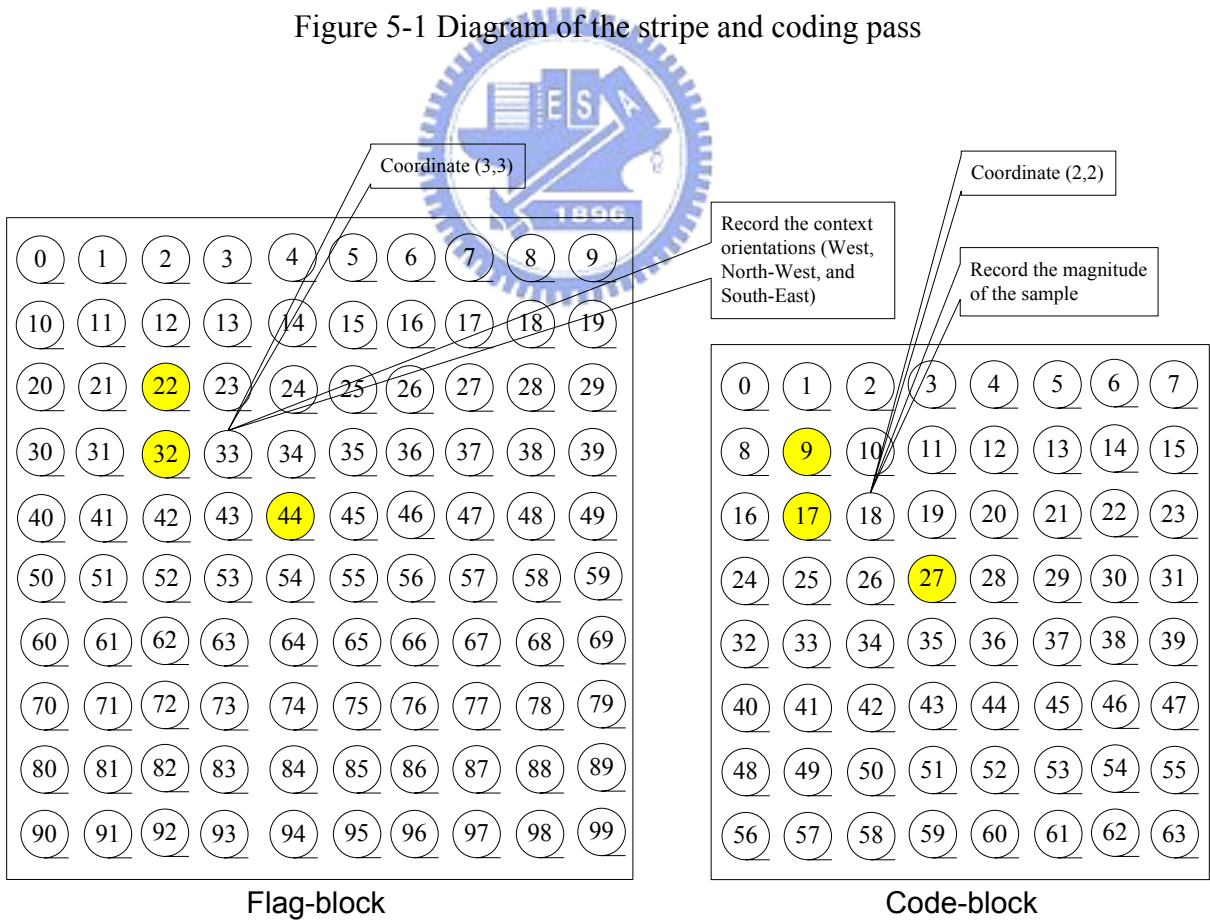 Figure 5-1 Diagram of the stripe and coding pass
ESA
1896
Coordinate (3,3)
Record the context
orientations (West,
North-West, and
South-East)
Coordinate (2,2)
Record the magnitude
of the sample
0 1 2 3 4 5 6 7 8 9
10 11 12 13 14 15 16 17 18 19
20 21 22 23 24 25 26 27 28 29
30 31 32 33 34 35 36 37 38 39
40 41 42 43 44 45 46 47 48 49
50 51 52 53 54 55 56 57 58 59
60 61 62 63 64 65 66 67 68 69
70 71 72 73 74 75 76 77 78 79
80 81 82 83 84 85 86 87 88 89
90 91 92 93 94 95 96 97 98 99
Flag-block
0 1 2 3 4 5 6 7
8 9 10 11 12 13 14 15
16 17 18 19 20 21 22 23
24 25 26 27 28 29 30 31
32 33 34 35 36 37 38 39
40 41 42 43 44 45 46 47
48 49 50 51 52 53 54 55
56 57 58 59 60 61 62 63
Code-block